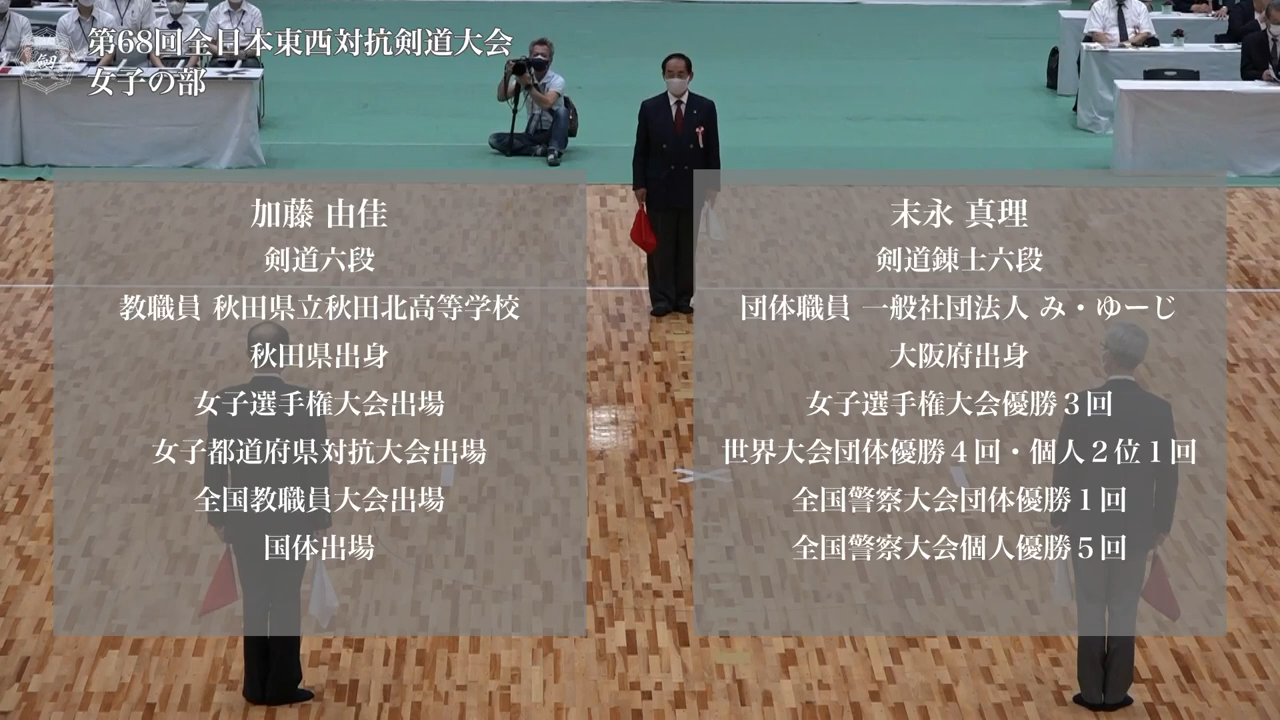 第68回全日本東西対抗剣道大会
女子の部
加藤 由佳
剣道六段
教職員 秋田県立秋田北高等学校
秋田県出身
女子選手権大会出場
女子都道府県対抗大会出場
全国教職員大会出場
国体出場
末永 真理
剣道錬士六段
団体職員 一般社団法人 み・ゆーじ
大阪府出身
女子選手権大会優勝３回
世界大会団体優勝４回・個人２位１回
全国警察大会団体優勝１回
全国警察大会個人優勝５回